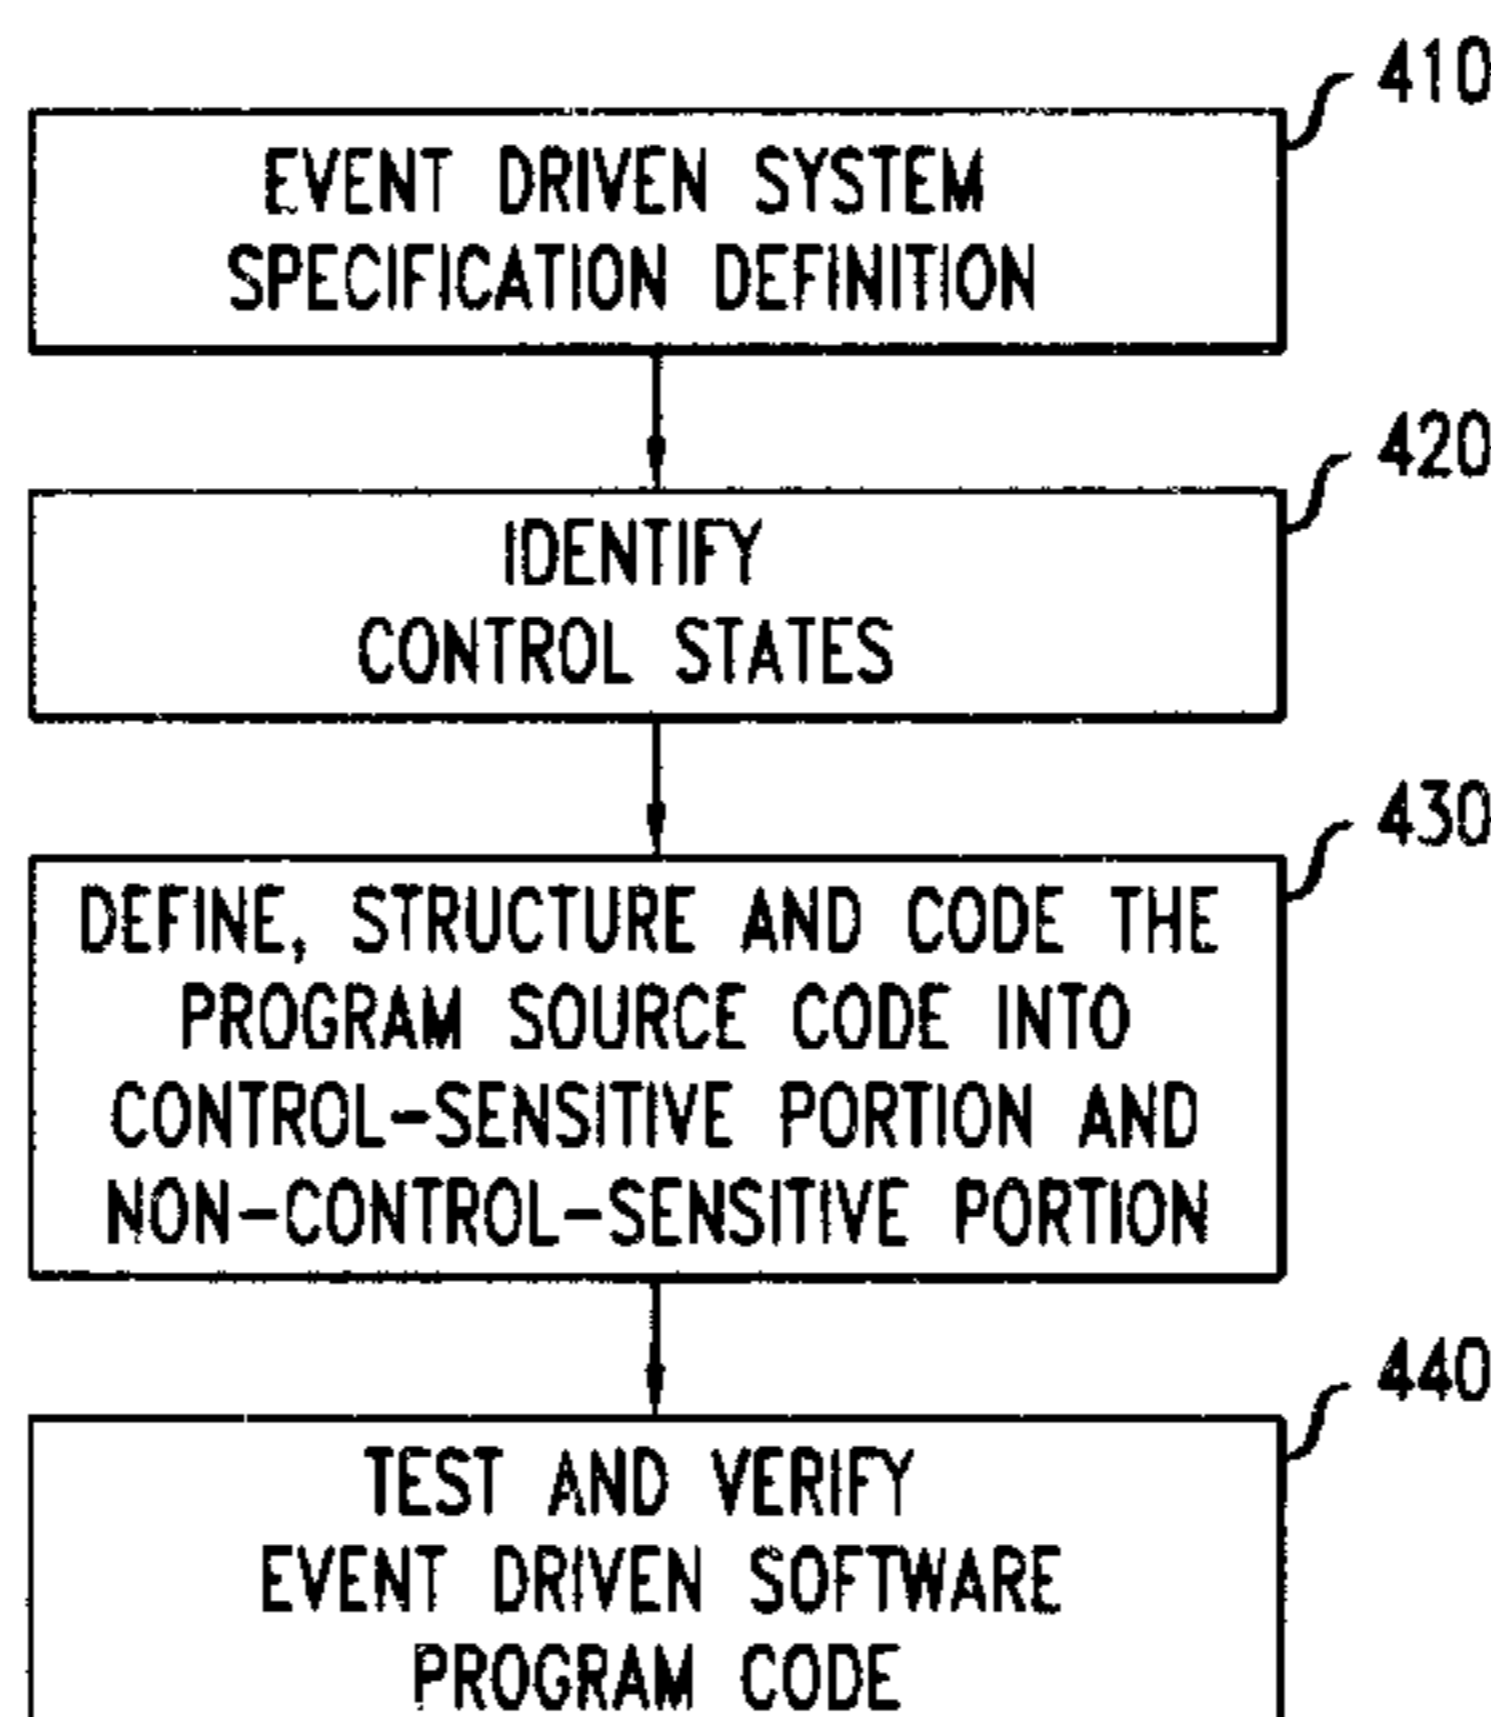 410
EVENT DRIVEN SYSTEM
SPECIFICATION DEFINITION
420
IDENTIFY
CONTROL STATES
430
DEFINE, STRUCTURE AND CODE THE
PROGRAM SOURCE CODE INTO
CONTROL-SENSITIVE PORTION AND
NON-CONTROL-SENSITIVE PORTION
440
TEST AND VERIFY
EVENT DRIVEN SOFTWARE
PROGRAM CODE